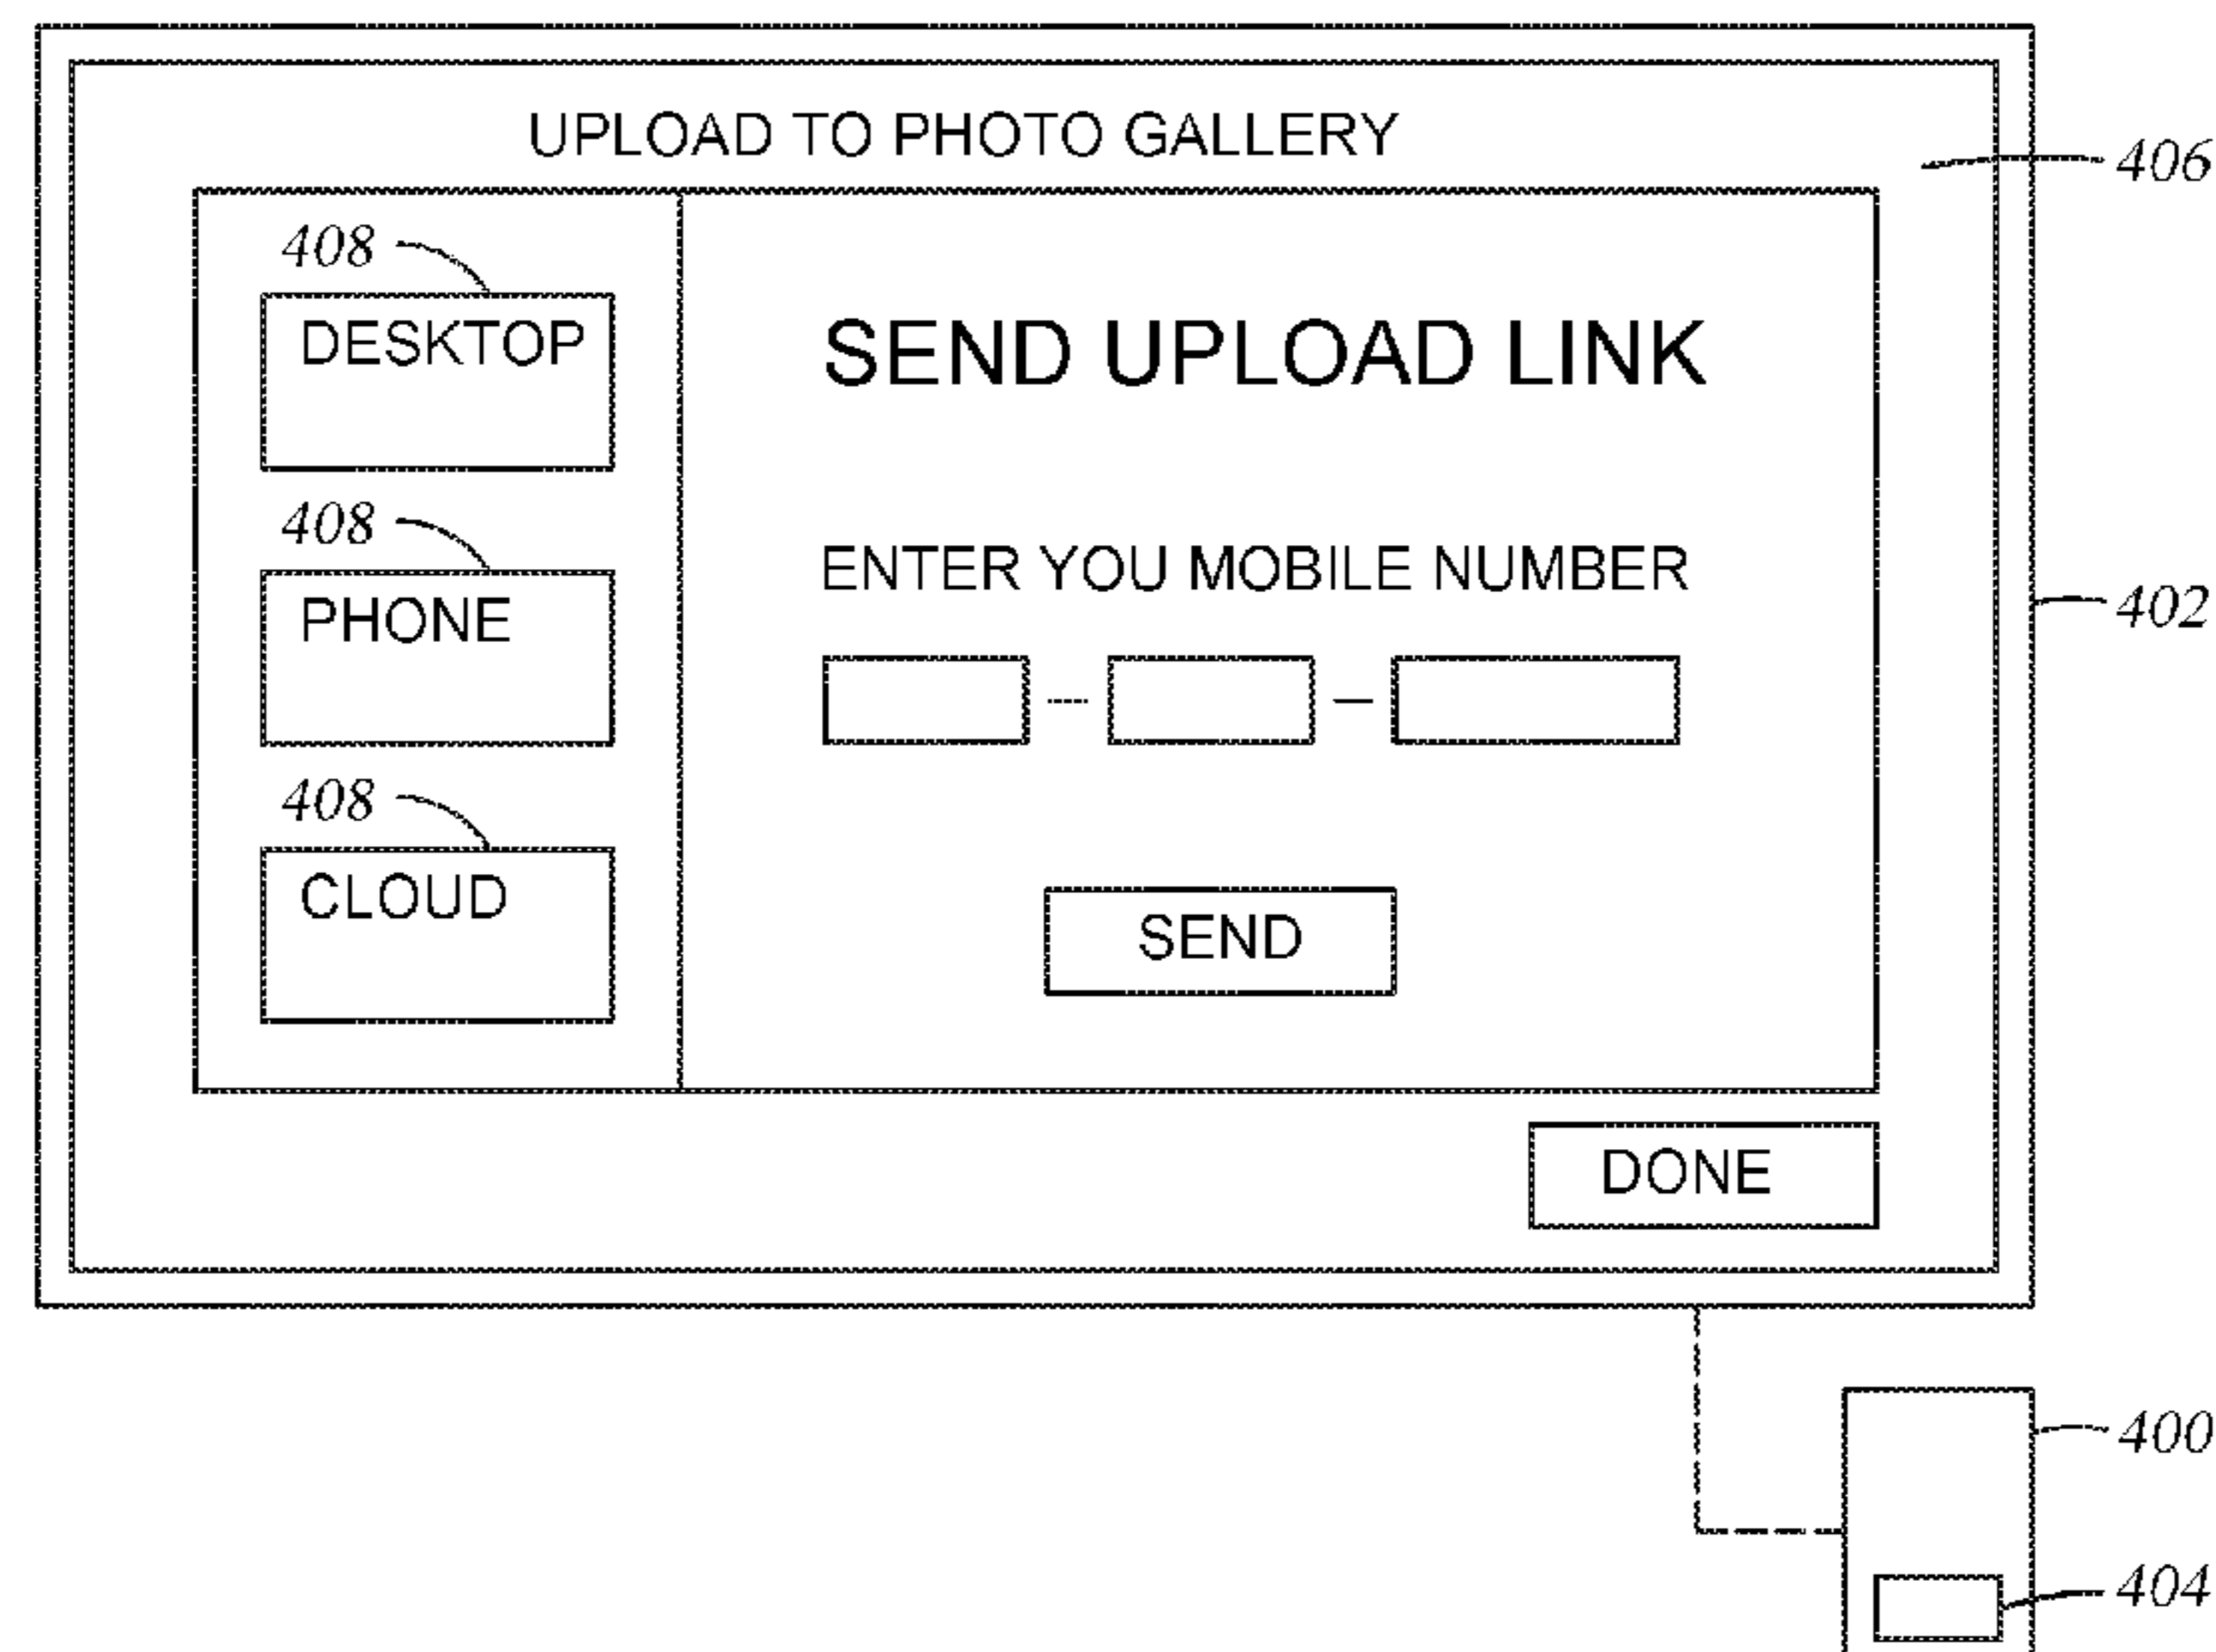 UPLOAD TO PHOTO GALLERY
406
408
DESKTOP
SEND UPLOAD LINK
408
PHONE
ENTER YOU MOBILE NUMBER
402
408
CLOUD
SEND
DONE
400
404